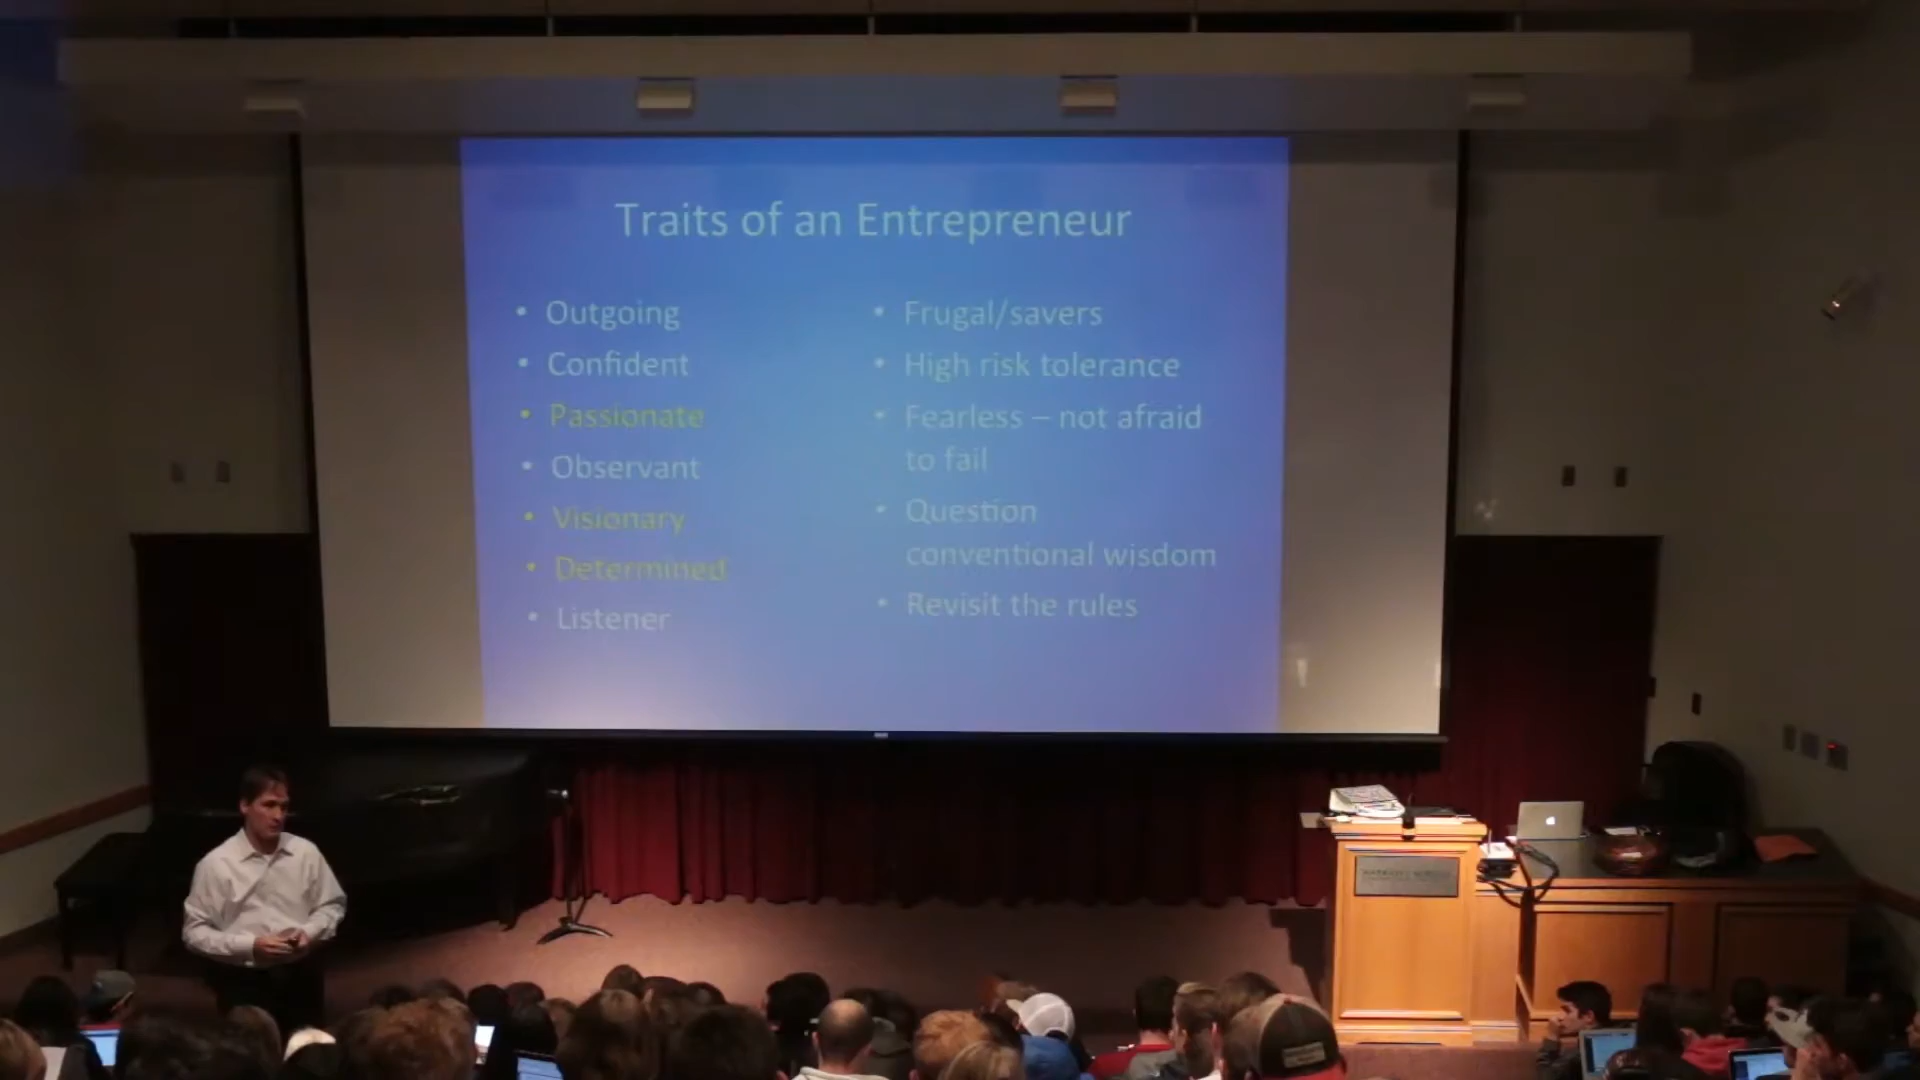 Traits of an Entrepreneur
• Outgoing
• Confident
• Passionate
• Observant
• Visionary
• Determined
• Listener
• Frugal/savers
• High risk tolerance
• Fearless – not afraid
to fail
• Question
conventional wisdom
• Revisit the rules